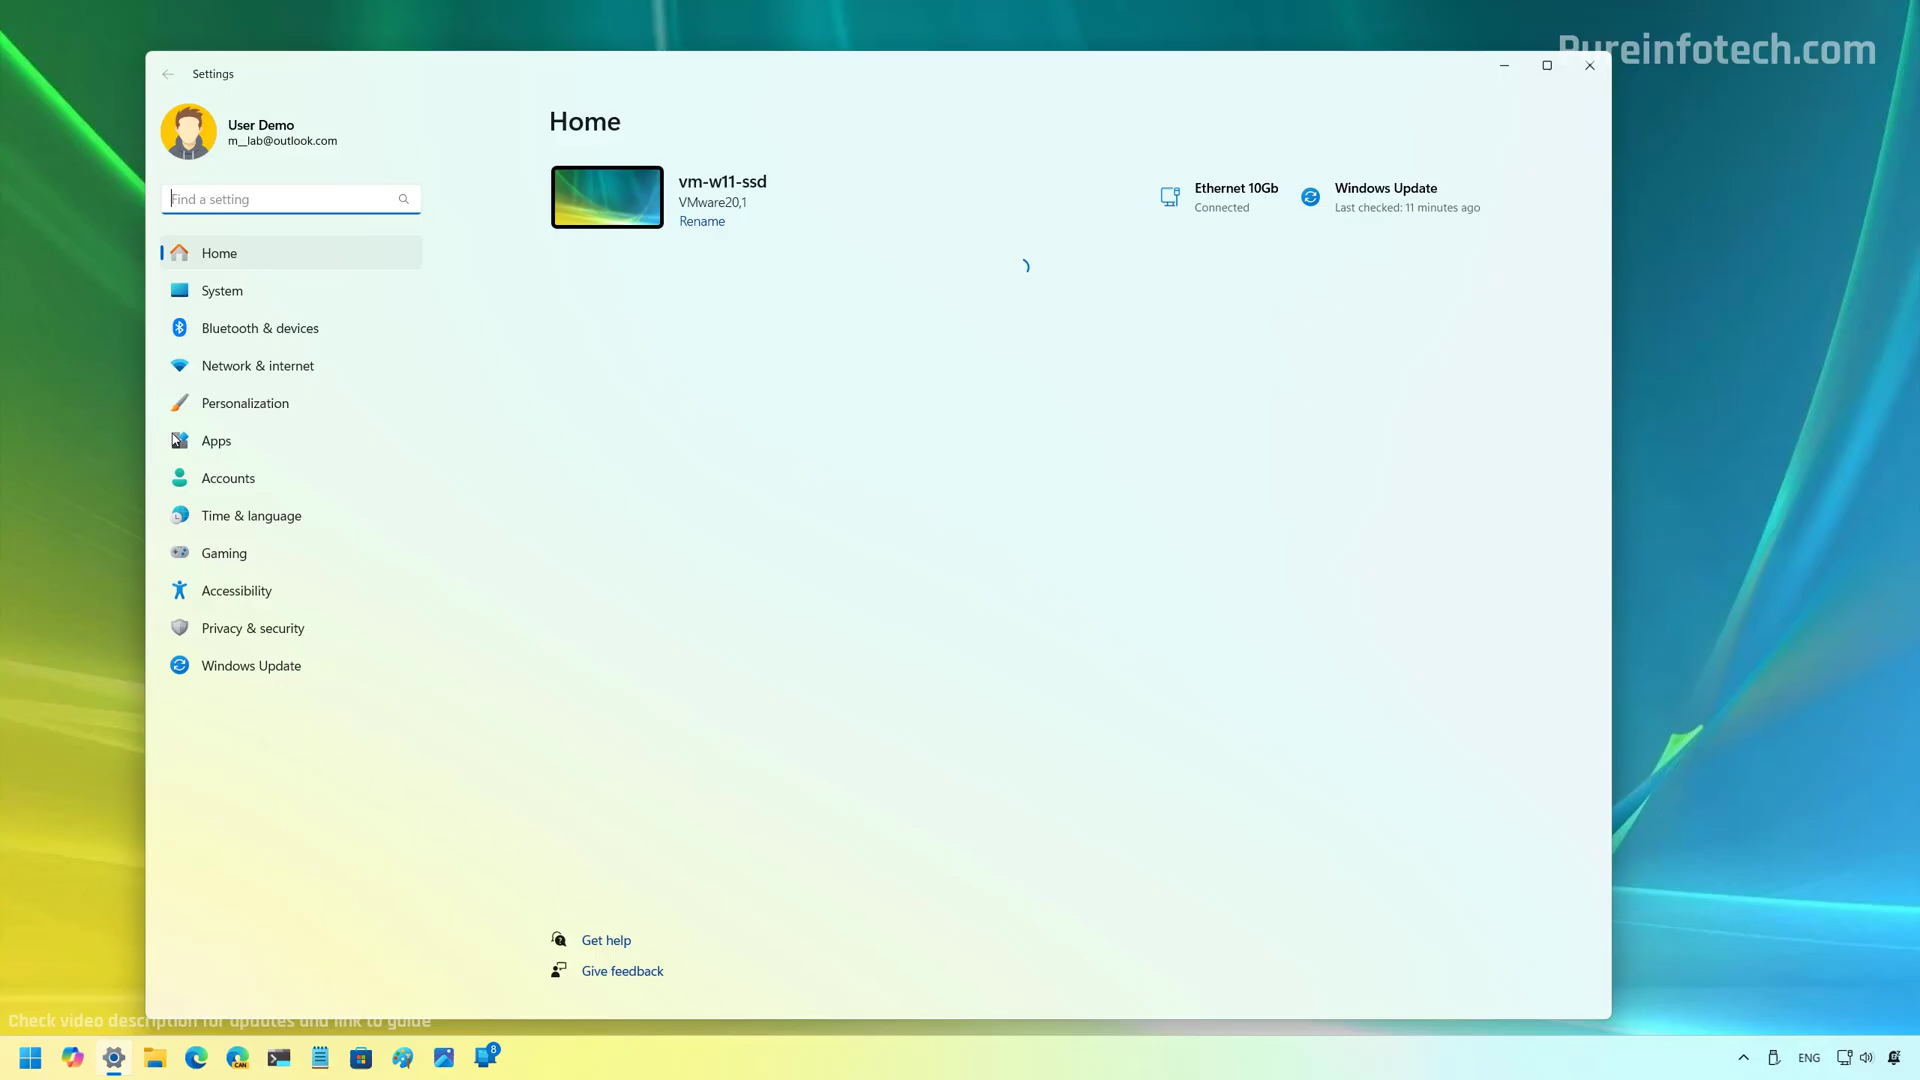 Pureinfotech.com
Settings
User Demo
m__lab@outlook.com
Find a setting
Home
System
Bluetooth & devices
Network & internet
Personalization
Apps
Accounts
Time & language
Gaming
Accessibility
Privacy & security
Windows Update
Home
vm-w11-ssd
VMware20,1
Rename
Ethernet 10Gb
Connected
Windows Update
Last checked: 11 minutes ago
Get help
Give feedback
Check video description for updates and link to guide
CAN
8
ENG